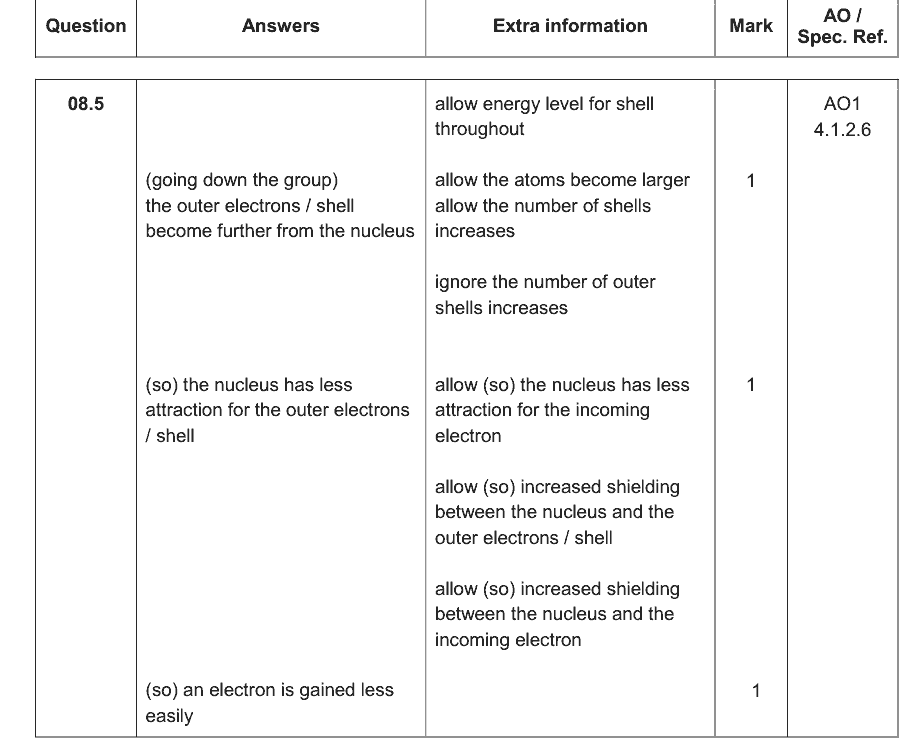 Question
Answers
Extra information
Mark
AO /
Spec. Ref.
08.5
allow energy level for shell
throughout
AO1
4.1.2.6
(going down the group)
the outer electrons / shell
become further from the nucleus
allow the atoms become larger
allow the number of shells
increases
1
ignore the number of outer
shells increases
(so) the nucleus has less
attraction for the outer electrons
/ shell
allow (so) the nucleus has less
attraction for the incoming
electron
1
allow (so) increased shielding
between the nucleus and the
outer electrons / shell
allow (so) increased shielding
between the nucleus and the
incoming electron
(so) an electron is gained less
easily
1